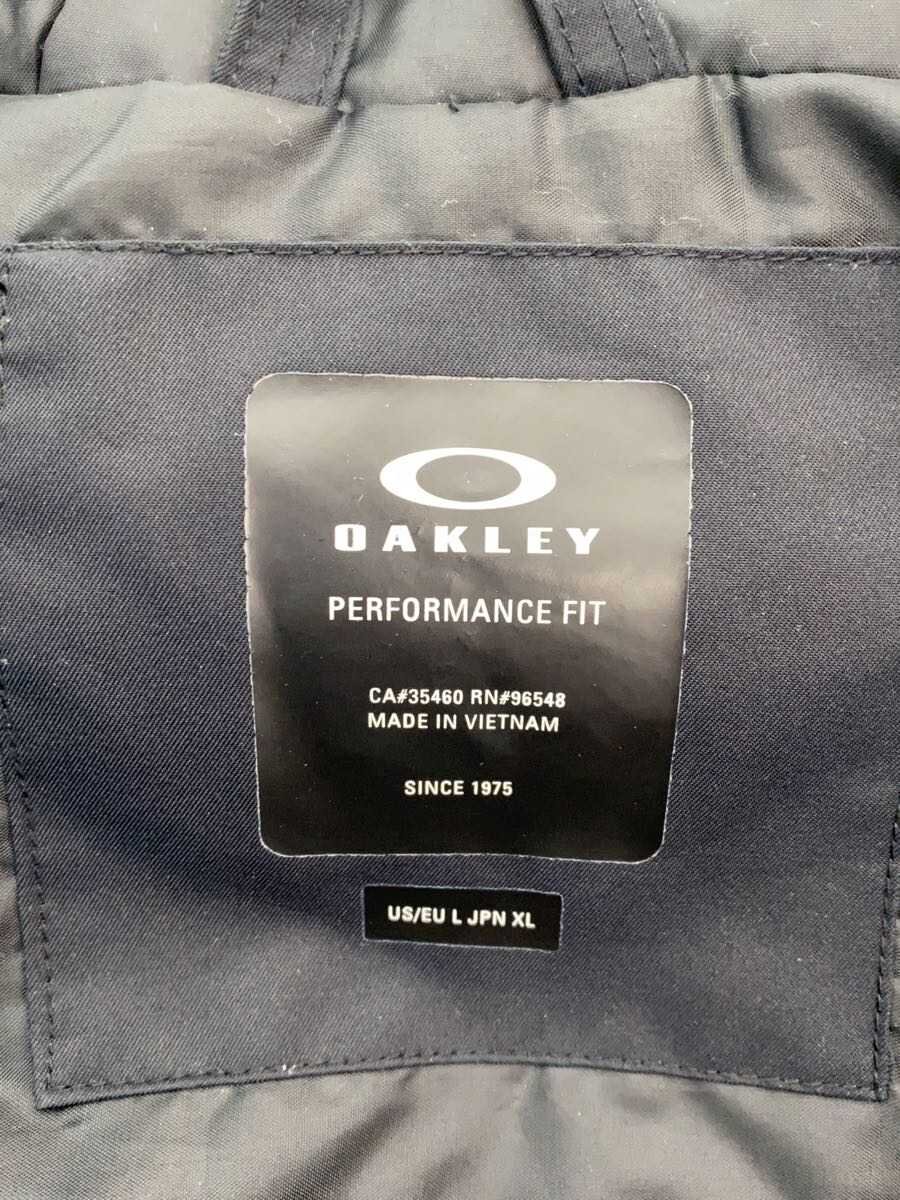 OAKLEY
PERFORMANCE FIT
CA#35460 RN#96548
MADE IN VIETNAM
SINCE 1975
US/EU L JPN XL